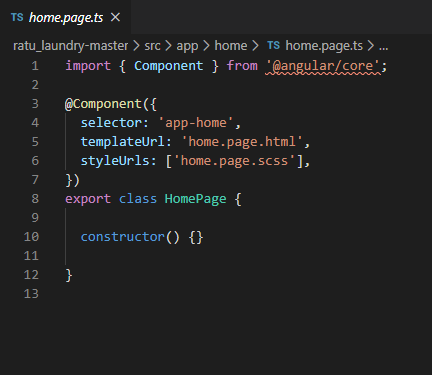 TS home.page.ts ×
ratu_laundry-master > src > app > home > TS home.page.ts > ...
1 import { Component } from '@angular/core';
2
3 @Component({
4 selector: 'app-home',
5 templateUrl: 'home.page.html',
6 styleUrls: ['home.page.scss'],
7 })
8 export class HomePage {
9
10 constructor() {}
11
12 }
13